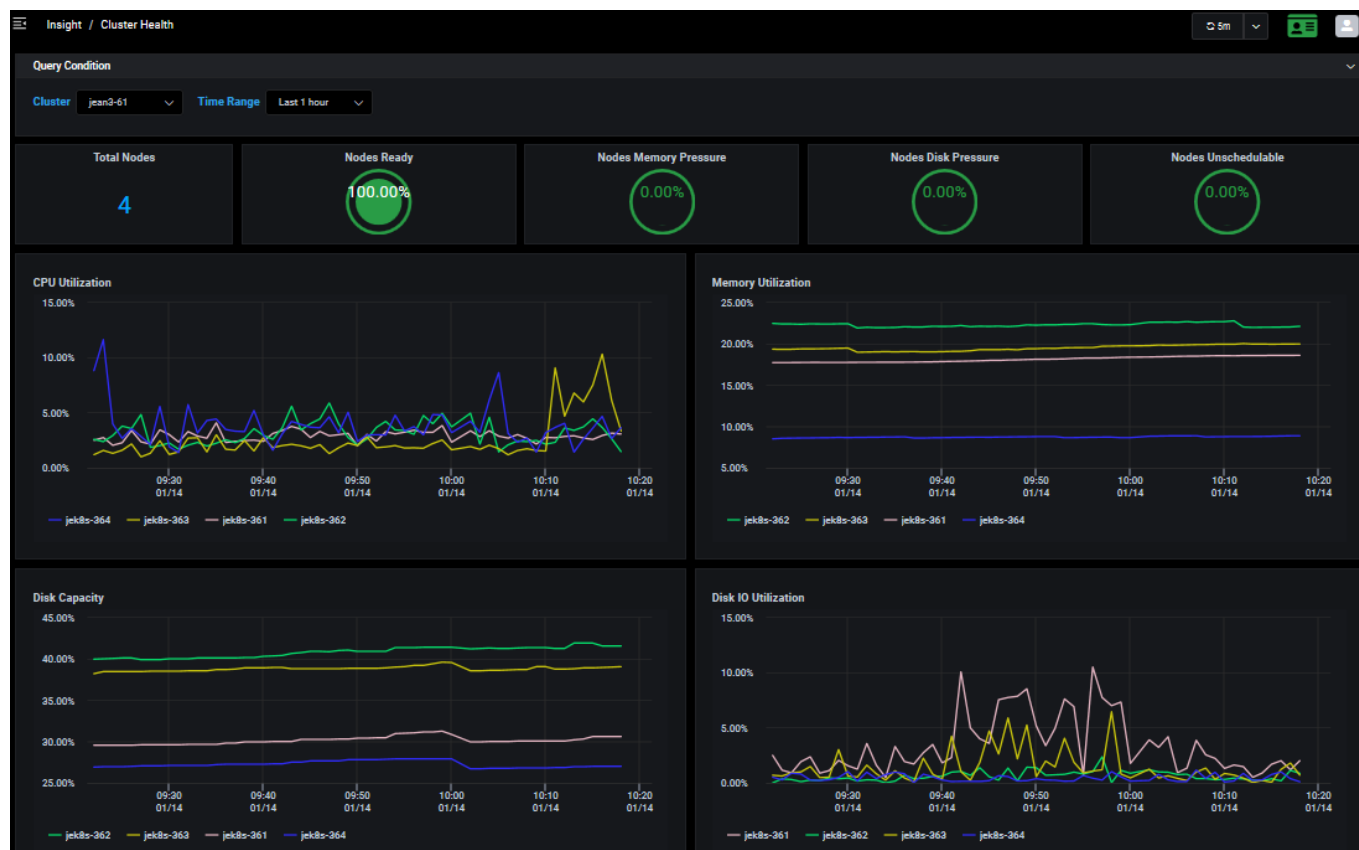 Insight / Cluster Health
5m
Query Condition
Cluster jean3-61 Time Range Last 1 hour
Total Nodes
4
Nodes Ready
100.00%
Nodes Memory Pressure
0.00%
Nodes Disk Pressure
0.00%
Nodes Unschedulable
0.00%
CPU Utilization
15.00%
10.00%
5.00%
0.00%
09:30 09:40 09:50 10:00 10:10 10:20
01/14 01/14 01/14 01/14 01/14 01/14
jek8s-364 jek8s-363 jek8s-361 jek8s-362
Memory Utilization
25.00%
20.00%
15.00%
10.00%
5.00%
09:30 09:40 09:50 10:00 10:10 10:20
01/14 01/14 01/14 01/14 01/14 01/14
jek8s-362 jek8s-363 jek8s-361 jek8s-364
Disk Capacity
45.00%
40.00%
35.00%
30.00%
25.00%
09:30 09:40 09:50 10:00 10:10 10:20
01/14 01/14 01/14 01/14 01/14 01/14
jek8s-362 jek8s-363 jek8s-361 jek8s-364
Disk IO Utilization
15.00%
10.00%
5.00%
0.00%
09:30 09:40 09:50 10:00 10:10 10:20
01/14 01/14 01/14 01/14 01/14 01/14
jek8s-361 jek8s-362 jek8s-363 jek8s-364